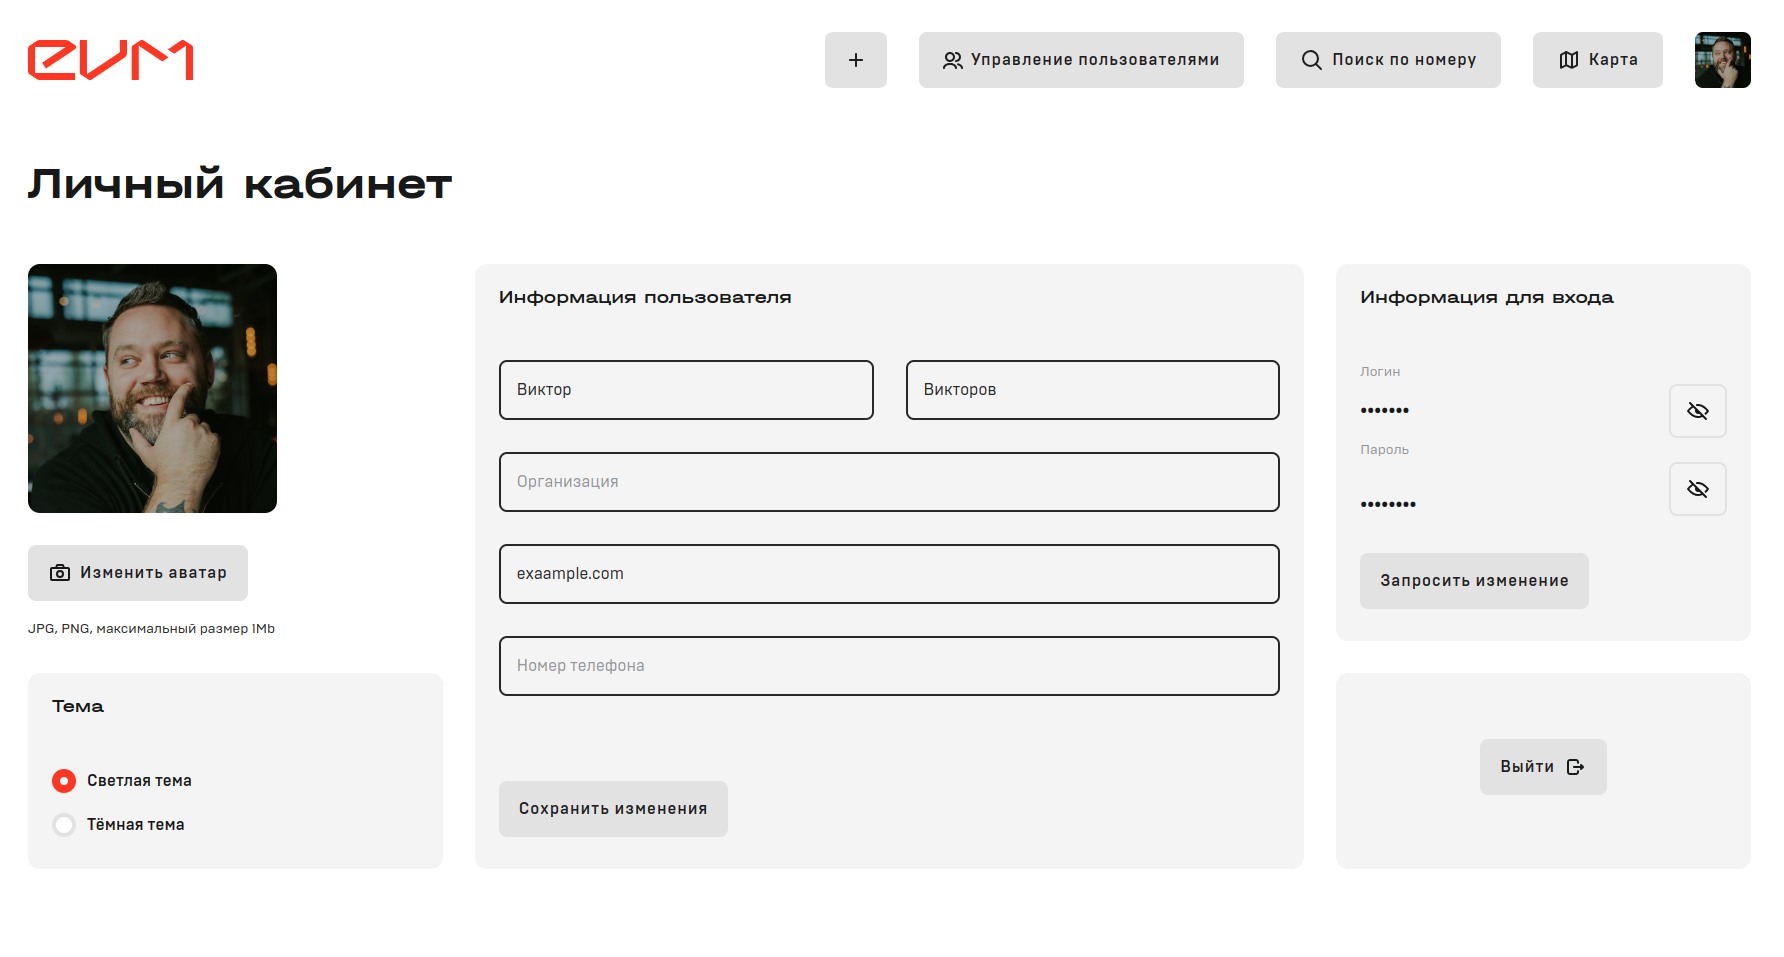 evm
+
Управление пользователями
Поиск по номеру
Карта
Личный кабинет
Изменить аватар
JPG, PNG, максимальный размер 1Mb
Тема
Светлая тема
Тёмная тема
Информация пользователя
Виктор
Викторов
Организация
exaample.com
Номер телефона
Сохранить изменения
Информация для входа
Логин
•••••••
Пароль
••••••••
Запросить изменение
Выйти